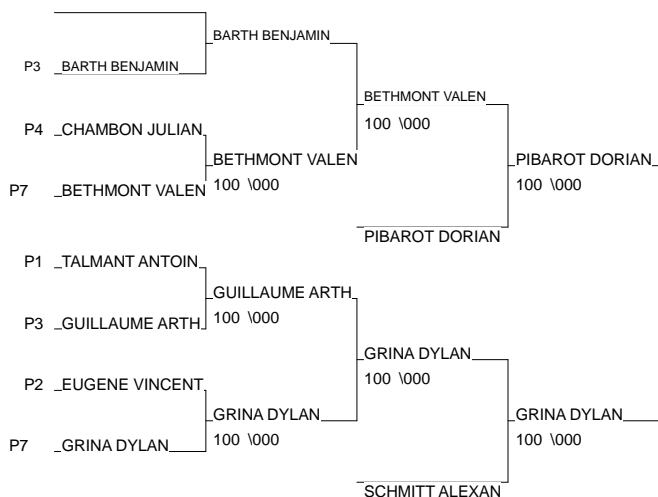 BARTH BENJAMIN
P3 BARTH BENJAMIN
BETHMONT VALEN
100 \000
P4 CHAMBON JULIAN
BETHMONT VALEN
100 \000
PIBAROT DORIAN
100 \000
P7 BETHMONT VALEN
PIBAROT DORIAN
P1 TALMANT ANTOIN
GUILLAUME ARTH
100 \000
P3 GUILLAUME ARTH
GRINA DYLAN
100 \000
P2 EUGENE VINCENT
GRINA DYLAN
100 \000
GRINA DYLAN
100 \000
P7 GRINA DYLAN
SCHMITT ALEXAN